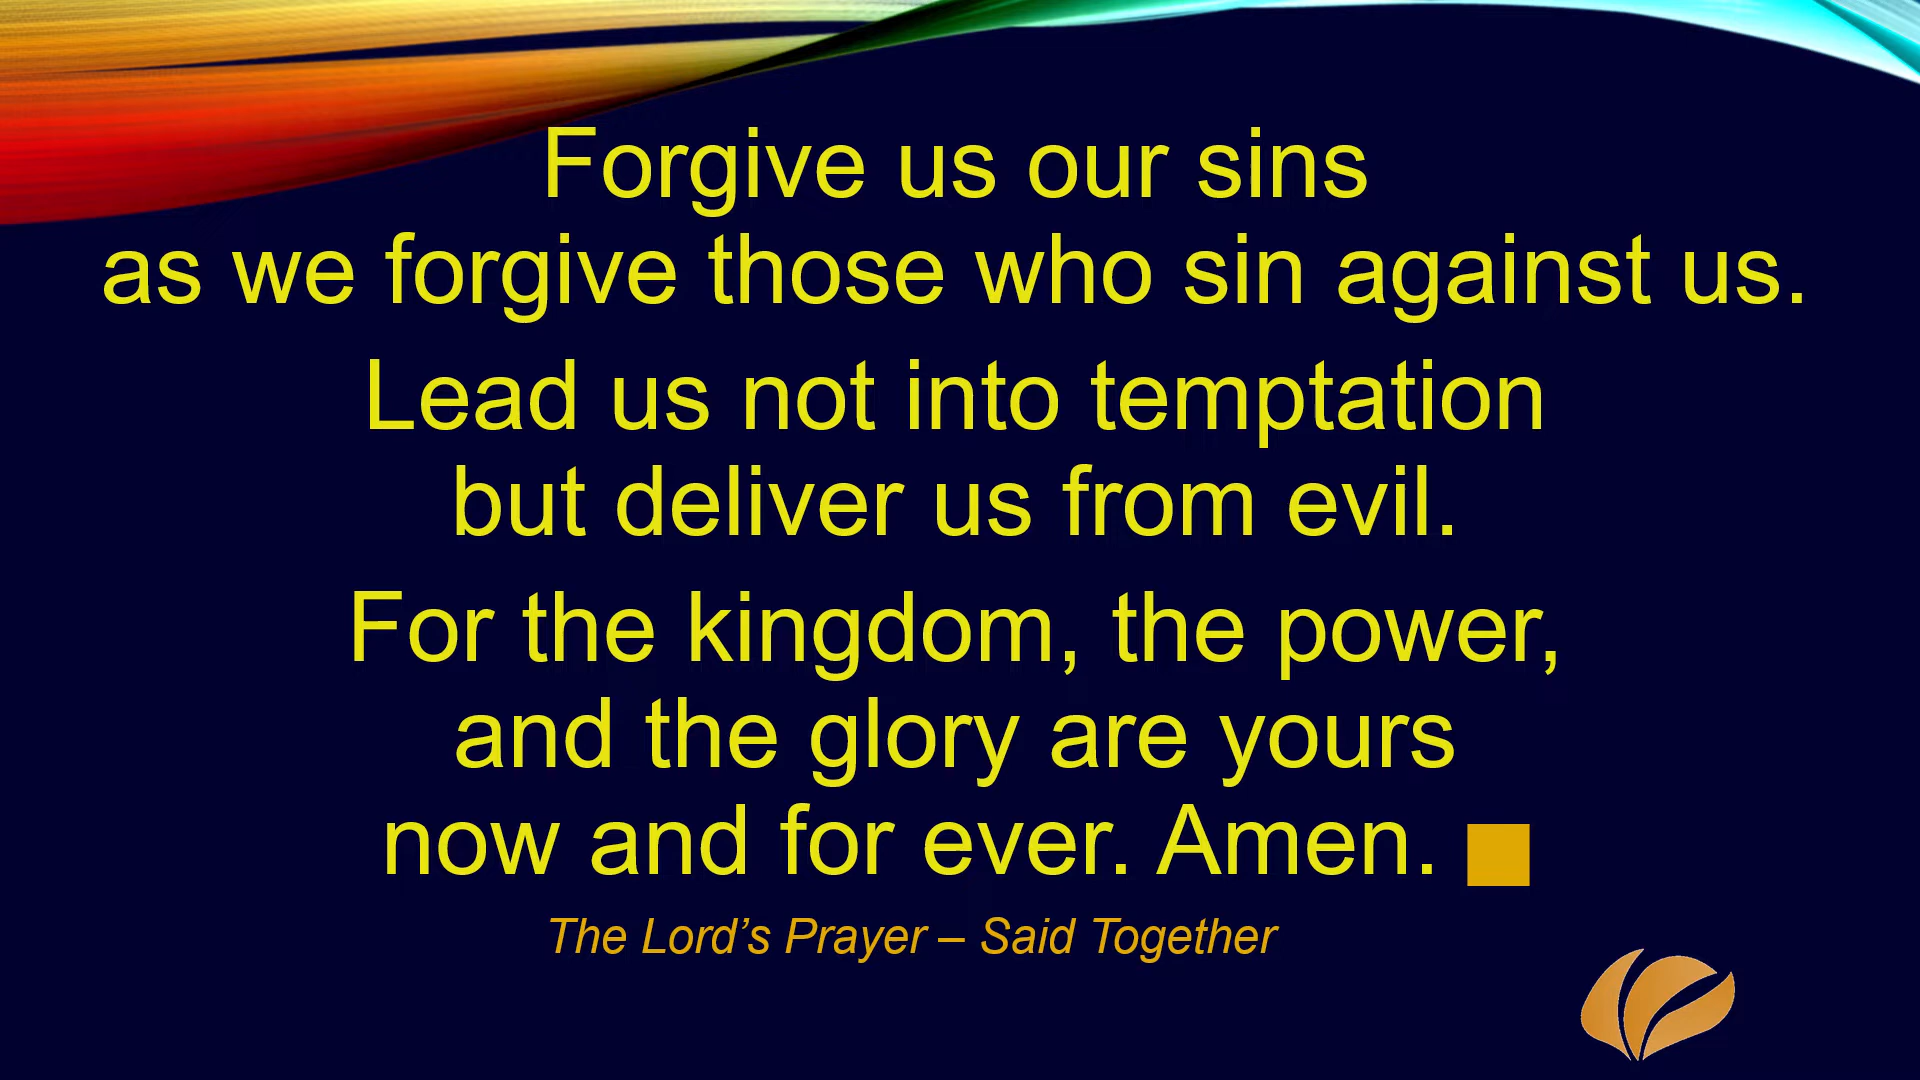 Forgive us our sins
as we forgive those who sin against us.
Lead us not into temptation
but deliver us from evil.
For the kingdom, the power,
and the glory are yours
now and for ever. Amen. ■
The Lord’s Prayer – Said Together